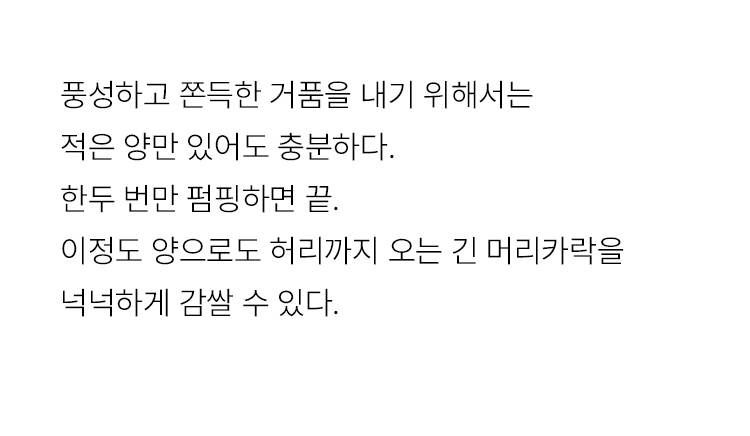 풍성하고 쫀득한 거품을 내기 위해서는
적은 양만 있어도 충분하다.
한두 번만 펌핑하면 끝.
이정도 양으로도 허리까지 오는 긴 머리카락을
넉넉하게 감쌀 수 있다.